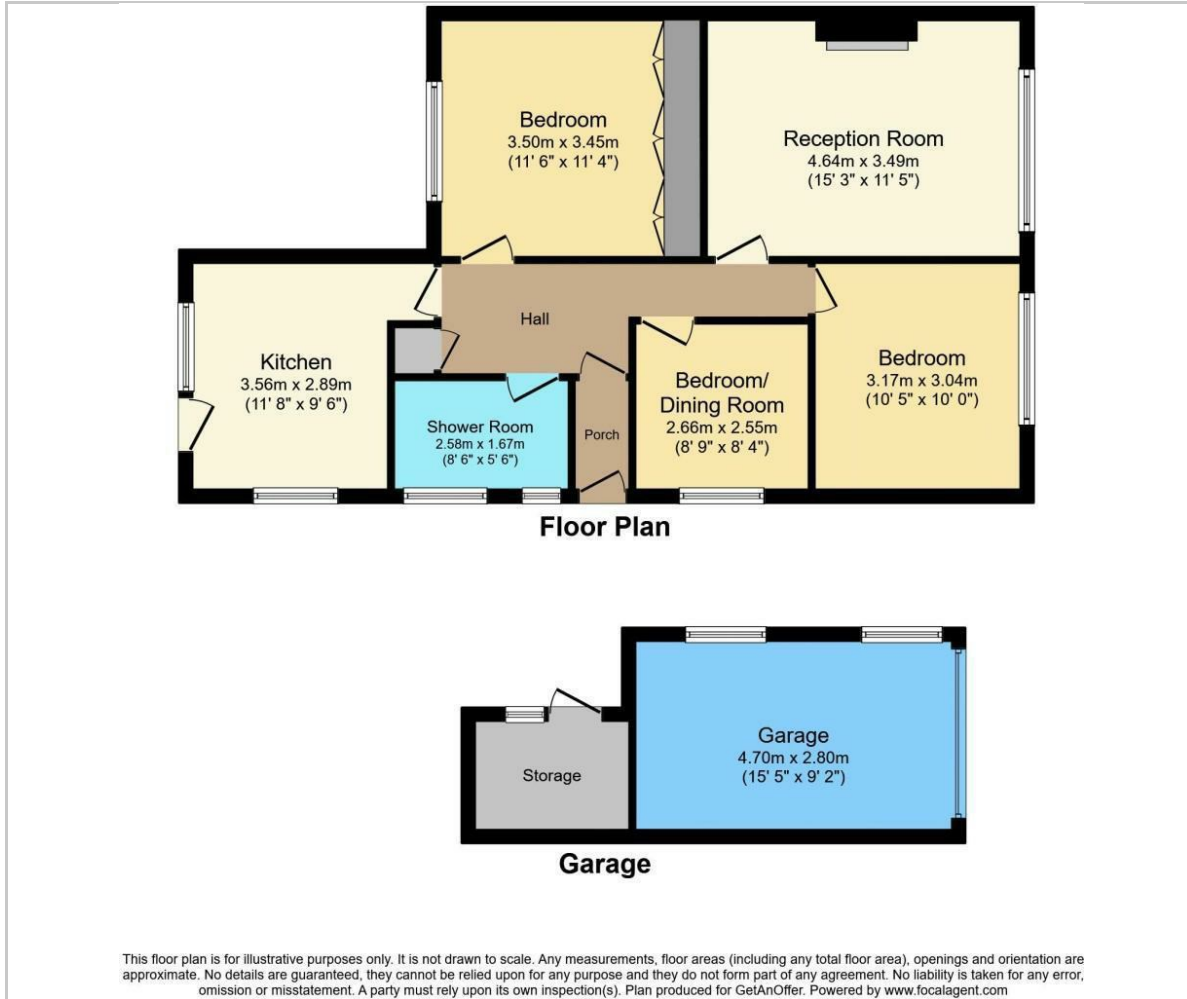 Bedroom
3.50m x 3.45m
(11' 6" x 11' 4")
Reception Room
4.64m x 3.49m
(15' 3" x 11' 5")
Hall
Kitchen
3.56m x 2.89m
(11' 8" x 9' 6")
Bedroom
3.17m x 3.04m
(10' 5" x 10' 0")
Bedroom/
Dining Room
2.66m x 2.55m
(8' 9" x 8' 4")
Shower Room
2.58m x 1.67m
(8' 6" x 5' 6")
Porch
Floor Plan
Garage
4.70m x 2.80m
(15' 5" x 9' 2")
Storage
Garage
This floor plan is for illustrative purposes only. It is not drawn to scale. Any measurements, floor areas (including any total floor area), openings and orientation are
approximate. No details are guaranteed, they cannot be relied upon for any purpose and they do not form part of any agreement. No liability is taken for any error,
omission or misstatement. A party must rely upon its own inspection(s). Plan produced for GetAnOffer. Powered by www.focalagent.com